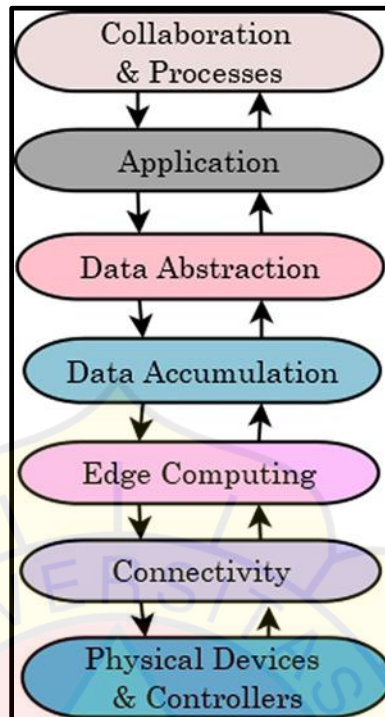 Collaboration
& Processes
Application
Data Abstraction
Data Accumulation
Edge Computing
Connectivity
Physical Devices
& Controllers